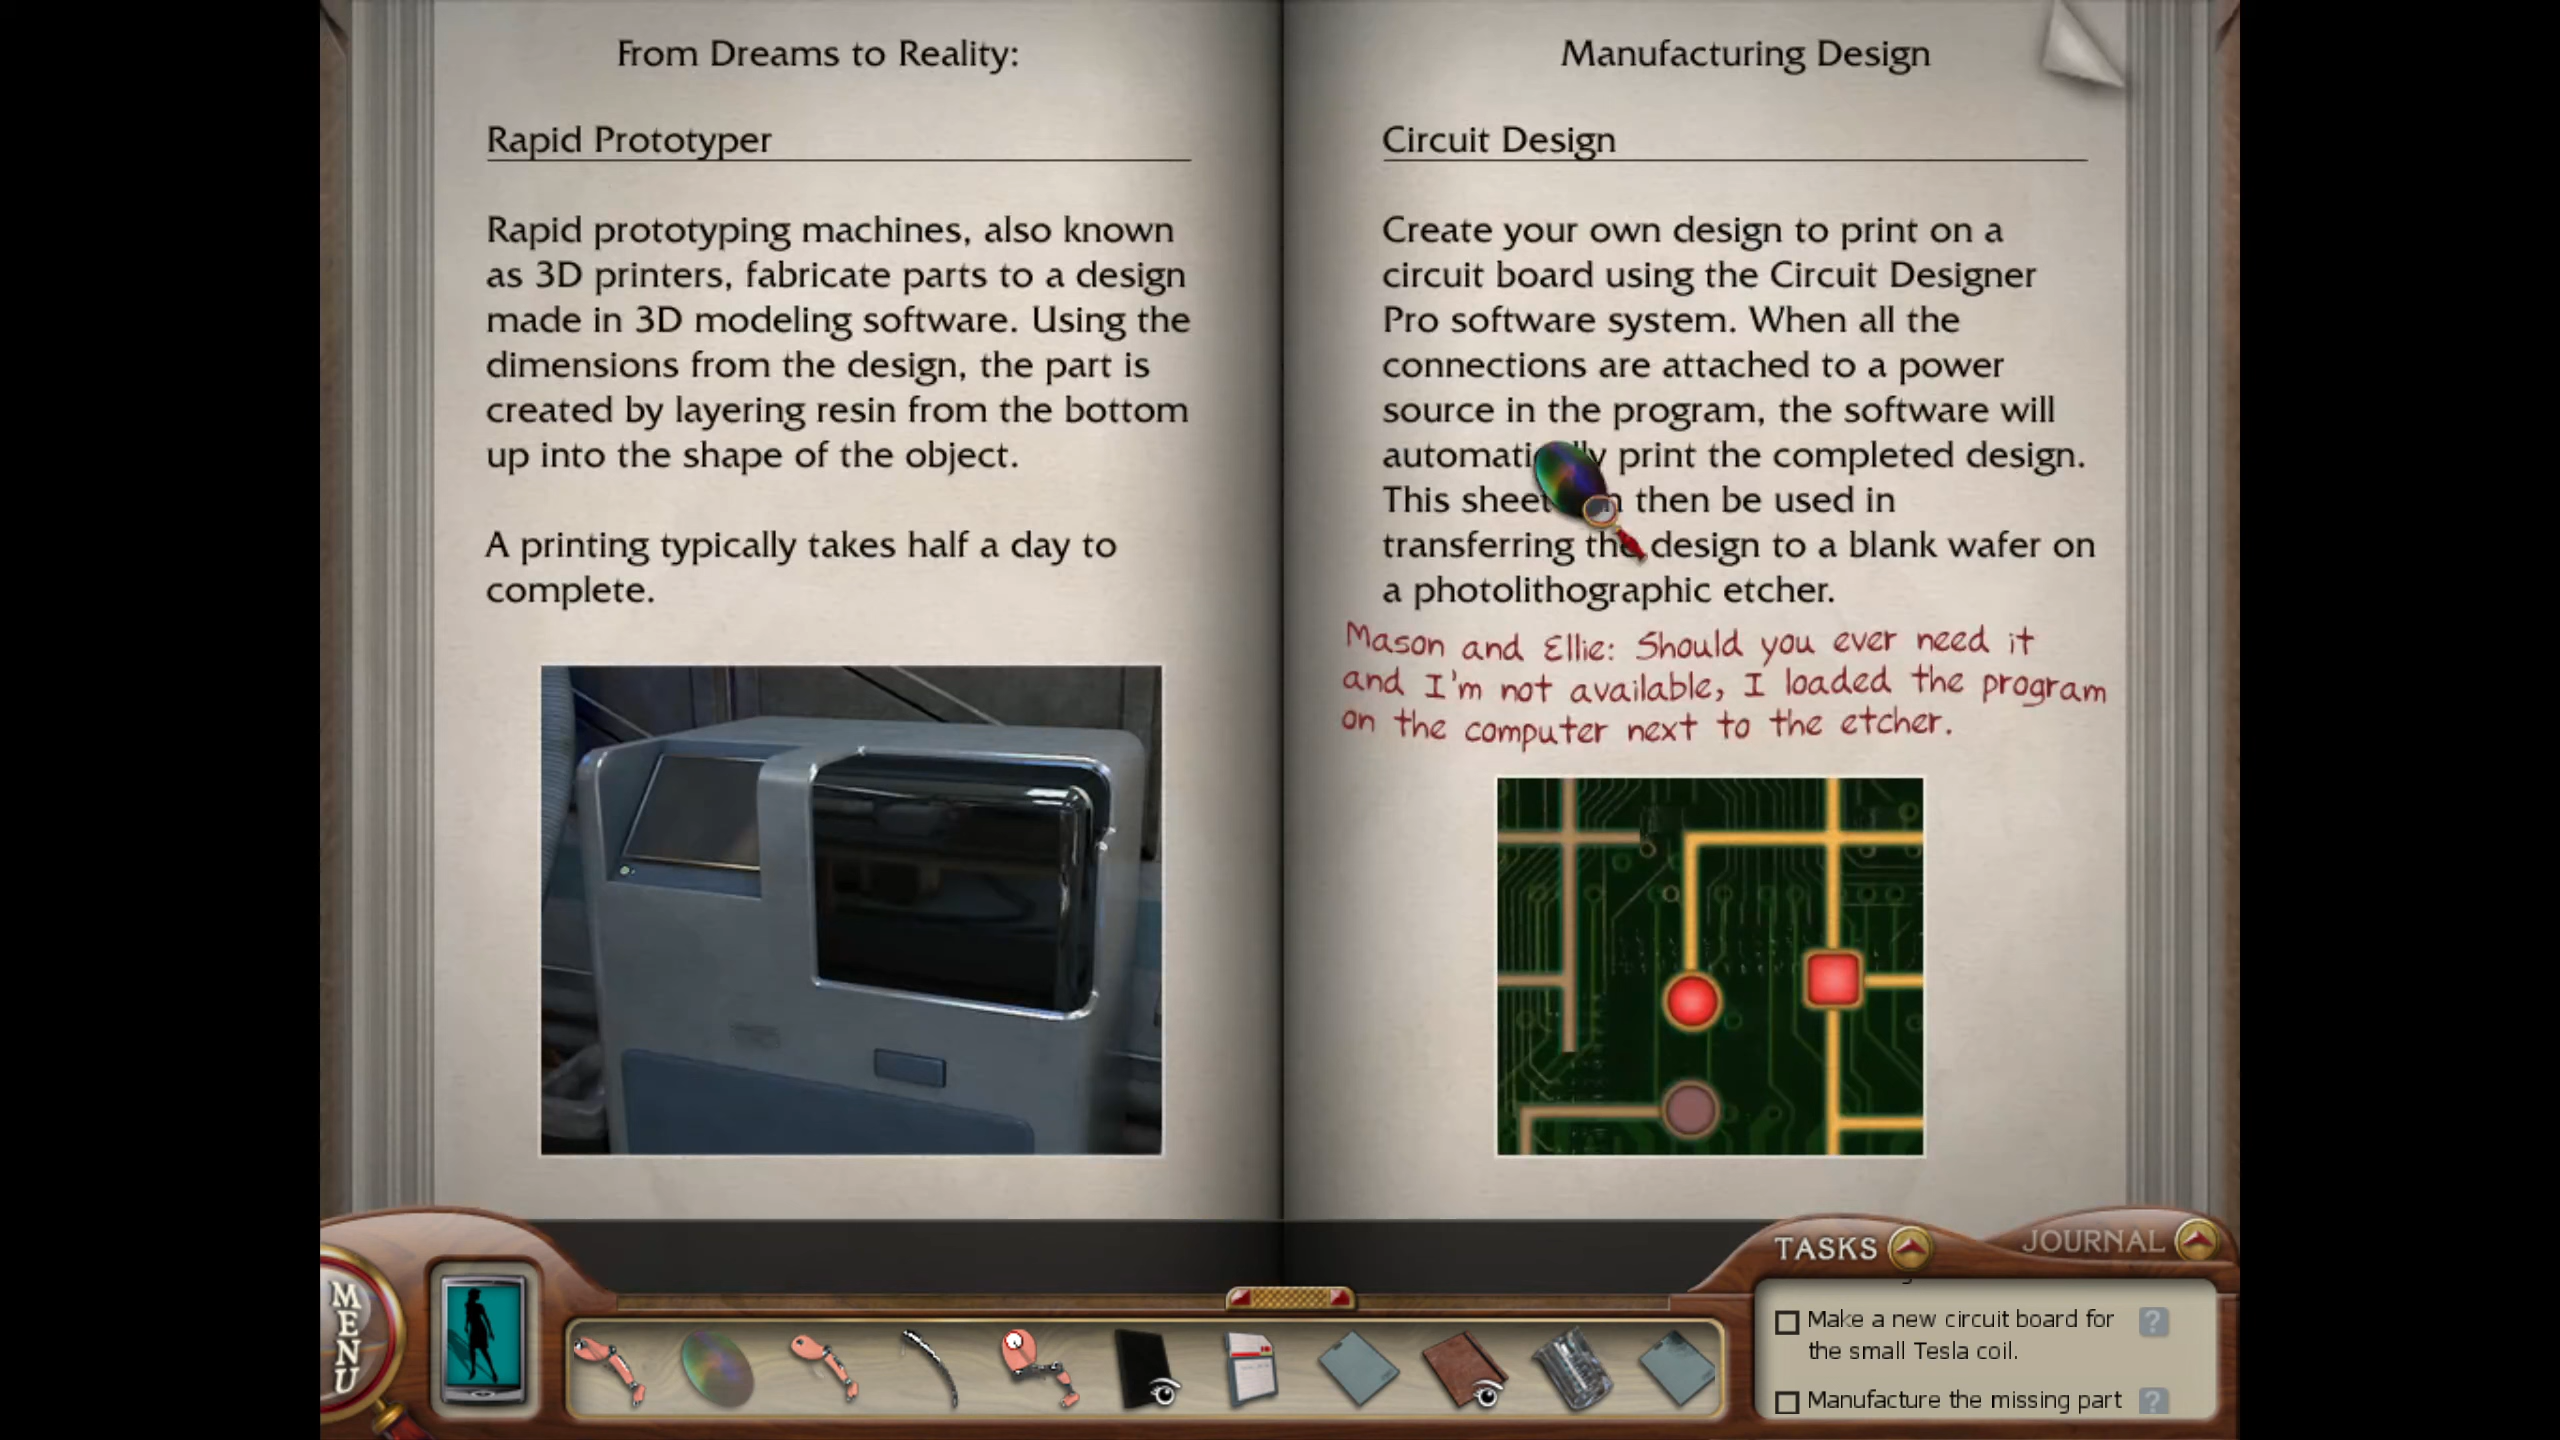 From Dreams to Reality:
Rapid Prototyper
Rapid prototyping machines, also known
as 3D printers, fabricate parts to a design
made in 3D modeling software. Using the
dimensions from the design, the part is
created by layering resin from the bottom
up into the shape of the object.
A printing typically takes half a day to
complete.
Manufacturing Design
Circuit Design
Create your own design to print on a
circuit board using the Circuit Designer
Pro software system. When all the
connections are attached to a power
source in the program, the software will
automatically print the completed design.
This sheet then be used in
transferring the design to a blank wafer on
a photolithographic etcher.
Mason and Ellie: Should you ever need it
and I'm not available, I loaded the program
on the computer next to the etcher.
MENU
TASKS
JOURNAL
Make a new circuit board for ?
the small Tesla coil.
Manufacture the missing part ?